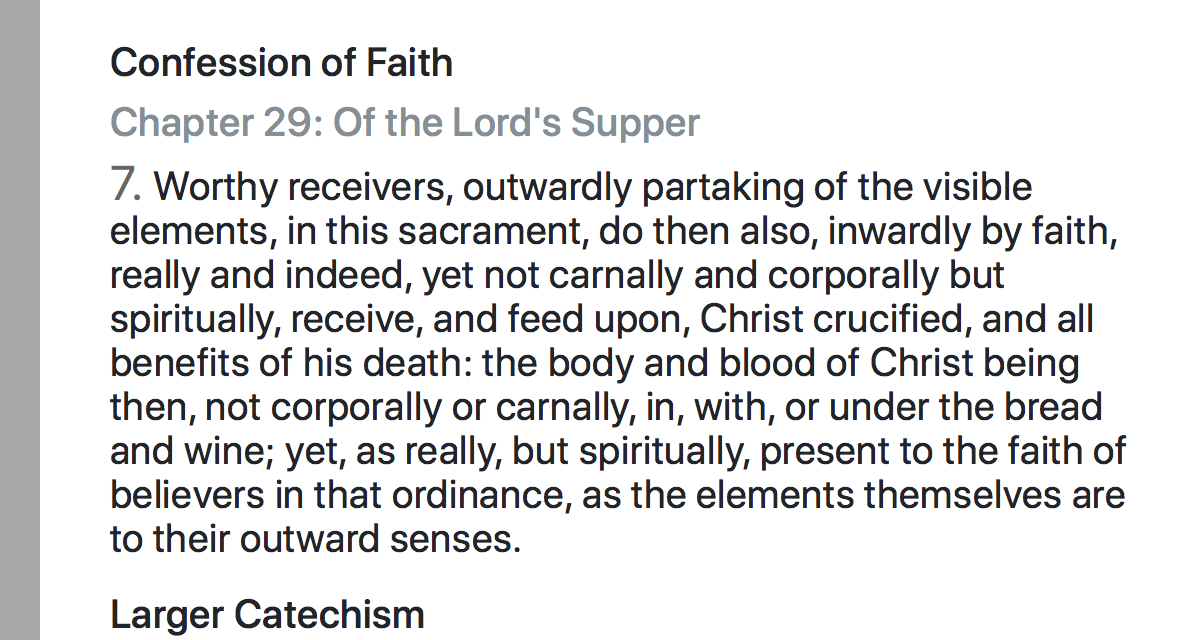 Confession of Faith
Chapter 29: Of the Lord's Supper
7. Worthy receivers, outwardly partaking of the visible
elements, in this sacrament, do then also, inwardly by faith,
really and indeed, yet not carnally and corporally but
spiritually, receive, and feed upon, Christ crucified, and all
benefits of his death: the body and blood of Christ being
then, not corporally or carnally, in, with, or under the bread
and wine; yet, as really, but spiritually, present to the faith of
believers in that ordinance, as the elements themselves are
to their outward senses.
Larger Catechism